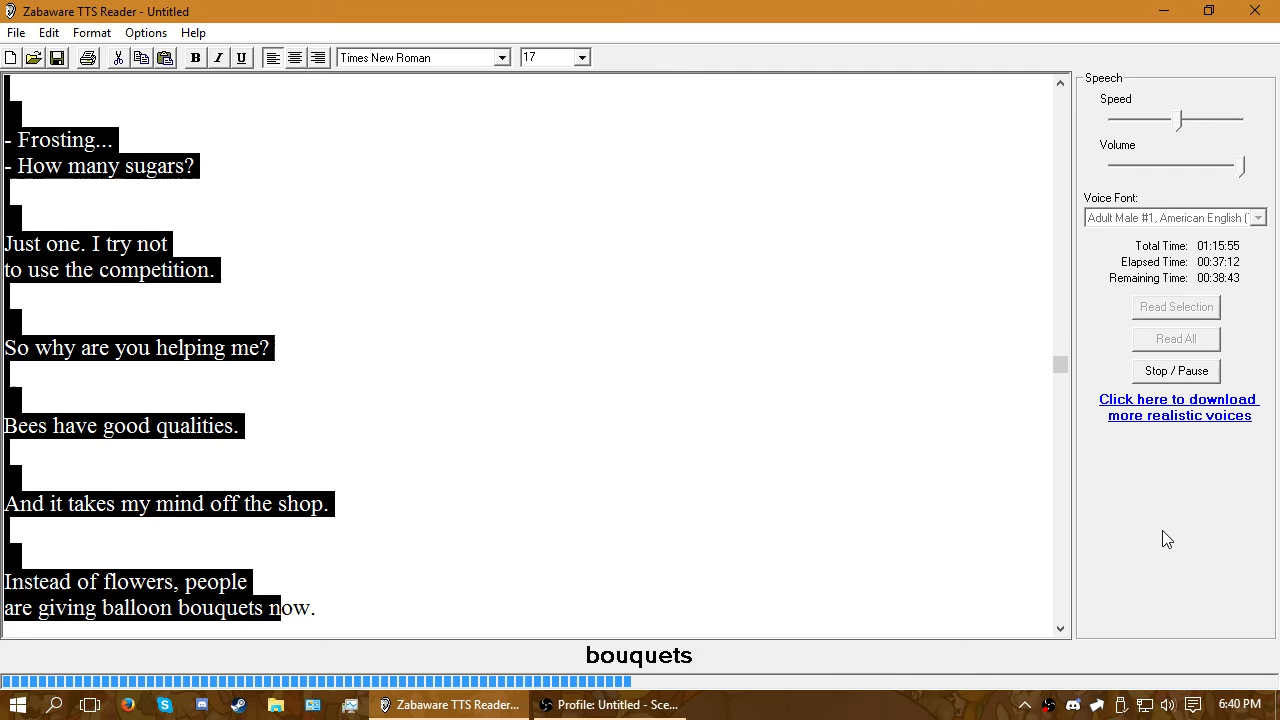 Zabaware TTS Reader - Untitled
File Edit Format Options Help
B I U Times New Roman 17
- Frosting...
- How many sugars?
Just one. I try not
to use the competition.
So why are you helping me?
Bees have good qualities.
And it takes my mind off the shop.
Instead of flowers, people
are giving balloon bouquets now.
Speech
Speed
Volume
Voice Font:
Adult Male #1, American English (
Total Time: 01:15:55
Elapsed Time: 00:37:12
Remaining Time: 00:38:43
Read Selection
Read All
Stop / Pause
Click here to download
more realistic voices
bouquets
Zabaware TTS Reader... Profile: Untitled - Sce... 6:40 PM